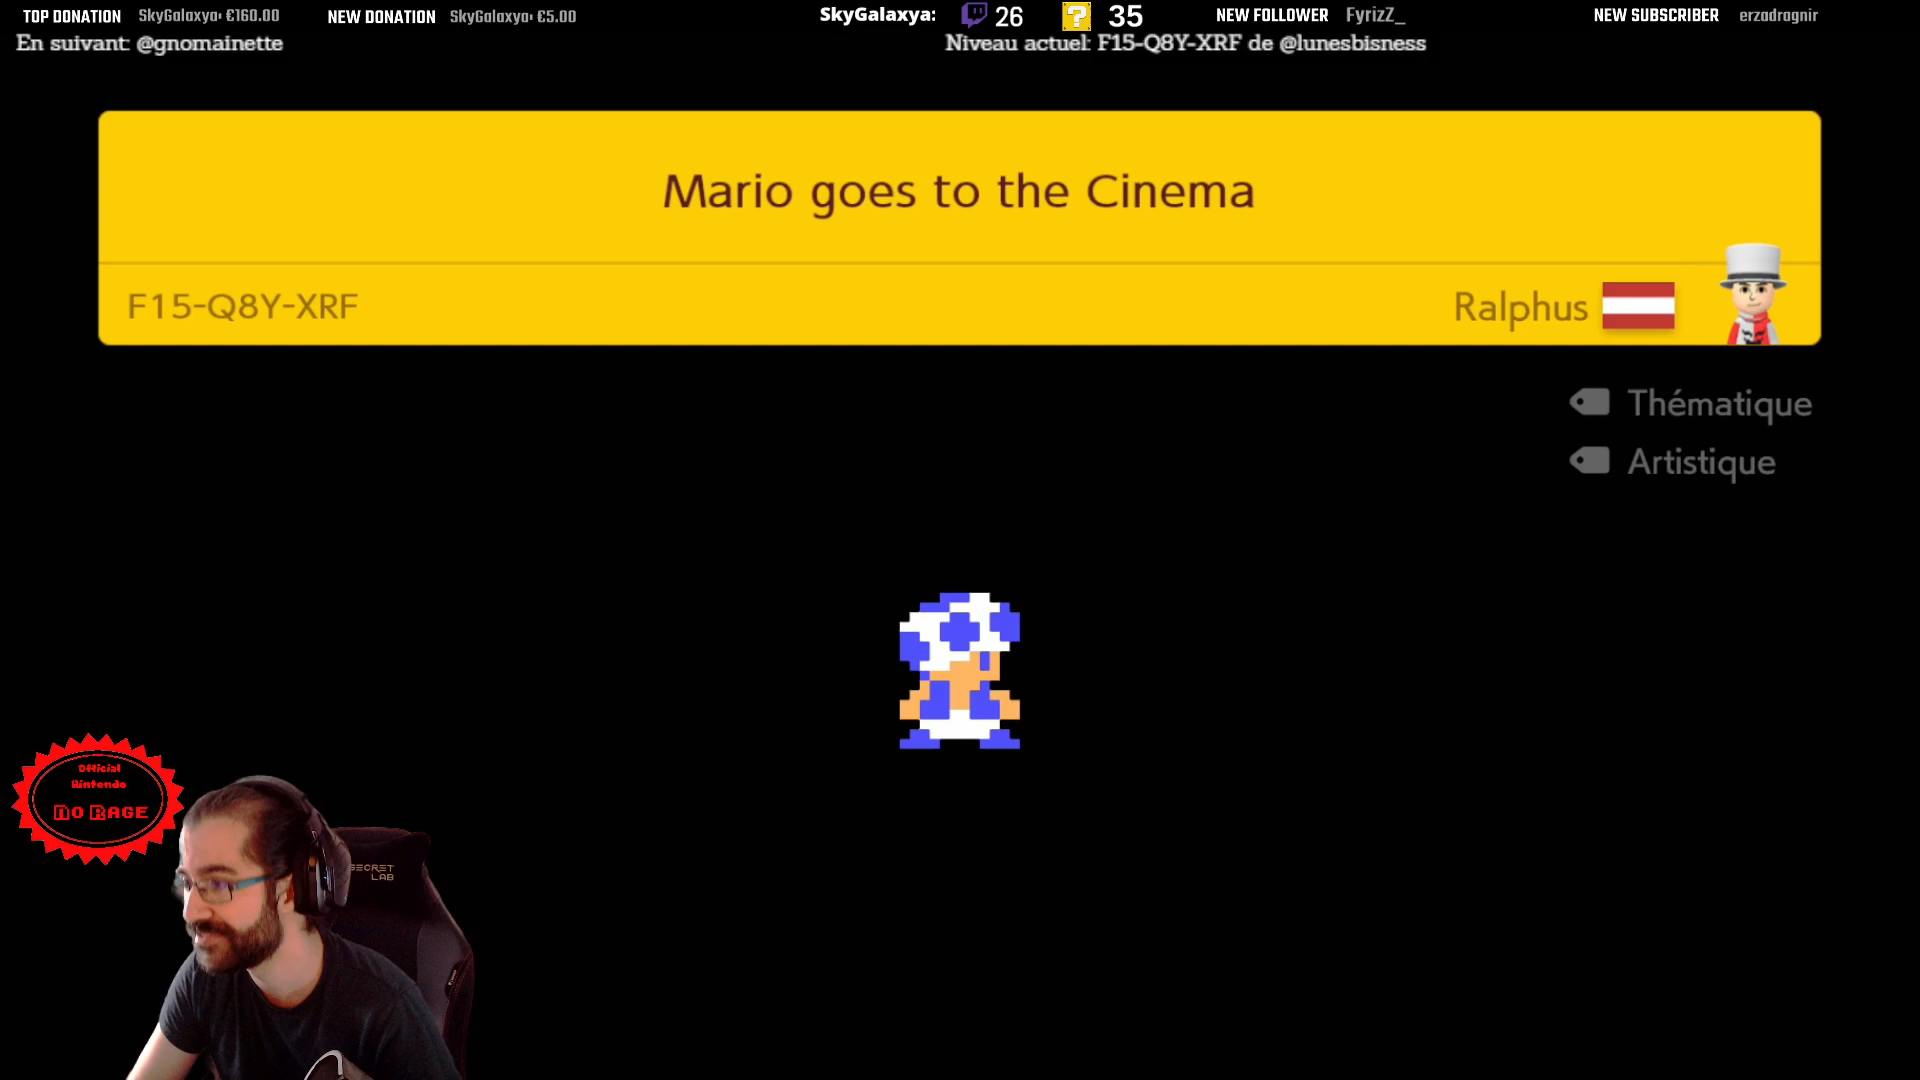 TOP DONATION SkyGalaxya: €160.00 NEW DONATION SkyGalaxya: €5.00 SkyGalaxya: 26 ? 35 NEW FOLLOWER FyrizZ_ NEW SUBSCRIBER erzadragnir
En suivant: @gnomainette Niveau actuel: F15-Q8Y-XRF de @lunesbisness
Mario goes to the Cinema
F15-Q8Y-XRF Ralphus
Thématique
Artistique
Official
Nintendo
No Rage
SECRET
LAB